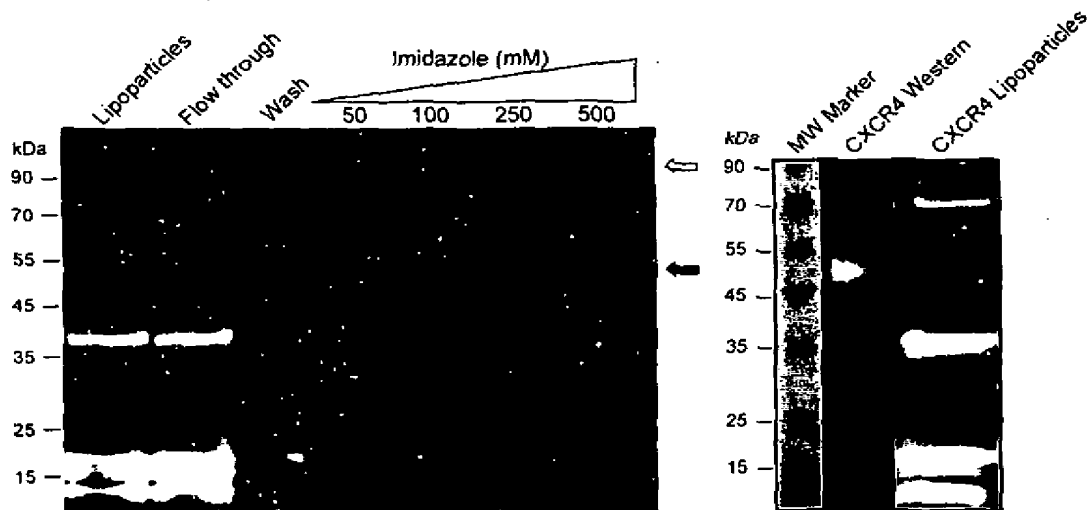 Lipoparticles
Flow through
Wash
Imidazole (mM)
50 100 250 500
kDa
90
70
55
45
35
25
15
MW Marker
CXCR4 Western
CXCR4 Lipoparticles
kDa
90
70
55
45
35
25
15